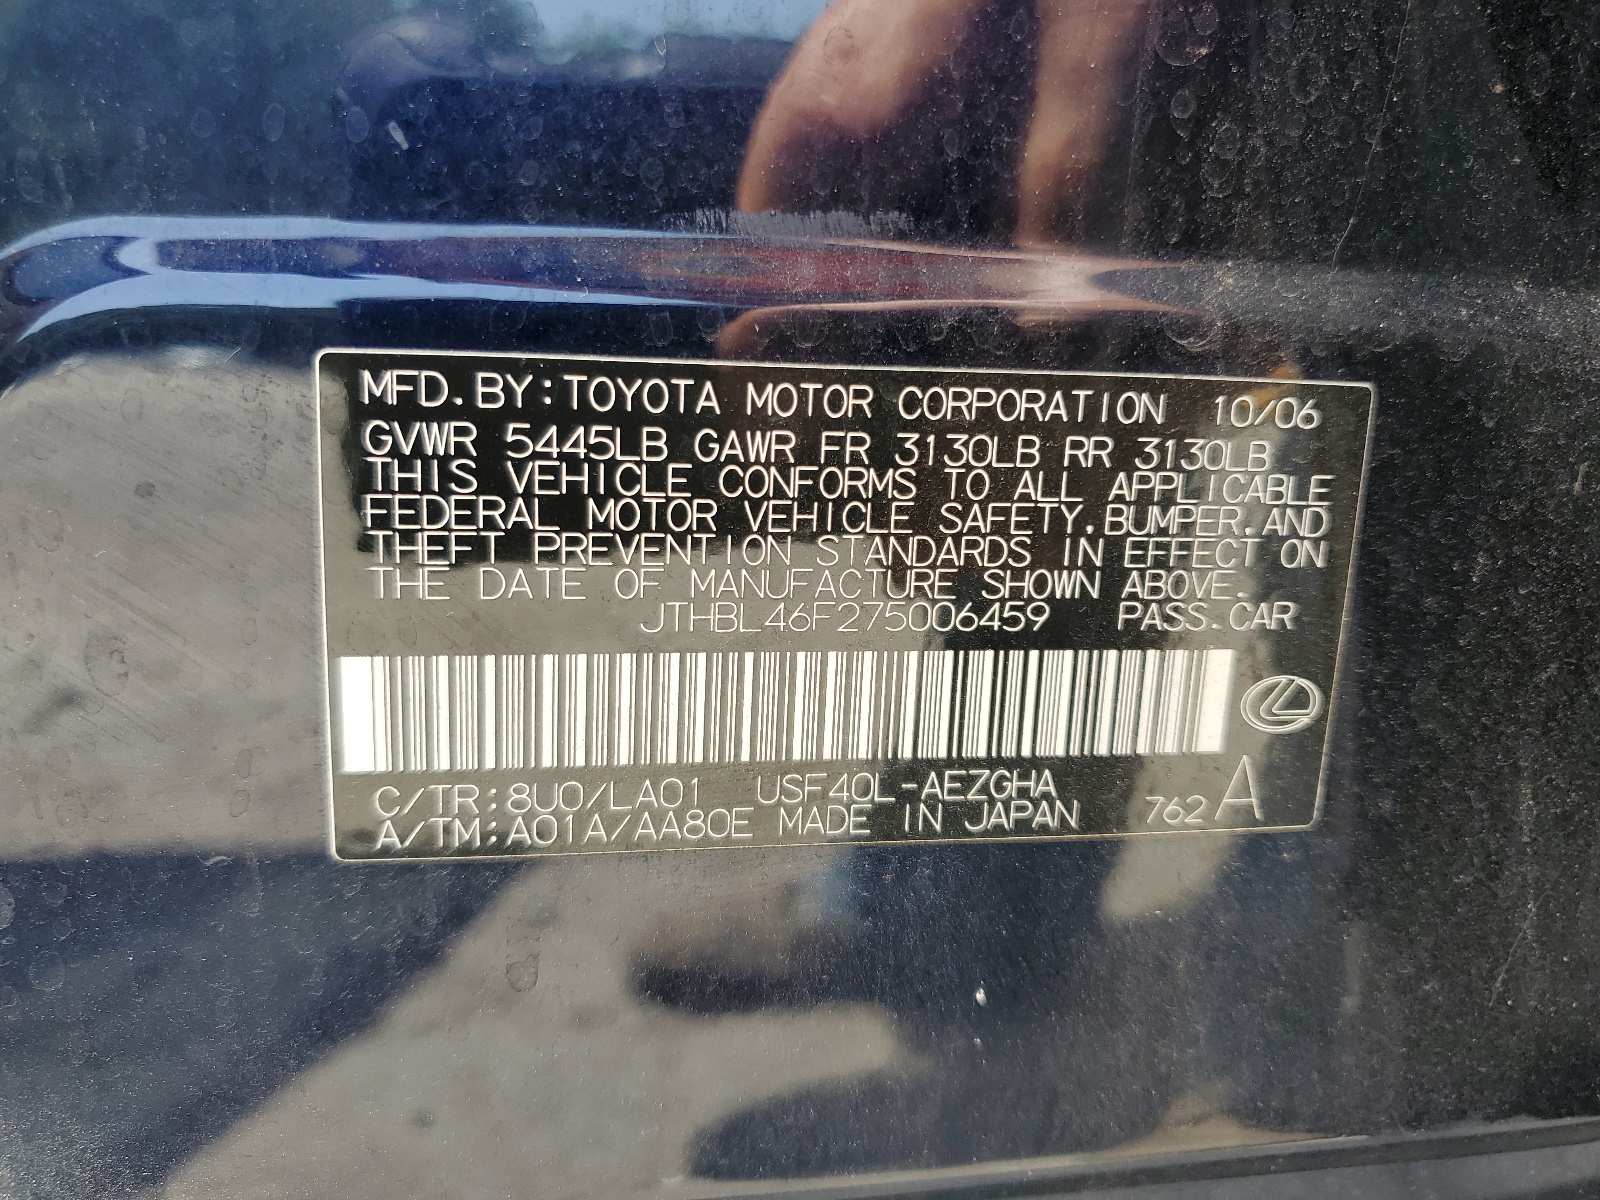 MFD. BY: TOYOTA MOTOR CORPORATION 10/06
GVWR 5445LB GAWR FR 3130LB RR 3130LB
THIS VEHICLE CONFORMS TO ALL APPLICABLE
FEDERAL MOTOR VEHICLE SAFETY, BUMPER, AND
THEFT PREVENTION STANDARDS IN EFFECT ON
THE DATE OF MANUFACTURE SHOWN ABOVE.
JTHBL46F275006459 PASS. CAR
C/TR: 8U0/LA01 USF40L-AEZGHA
A/TM: A01A/AA80E MADE IN JAPAN 762 A